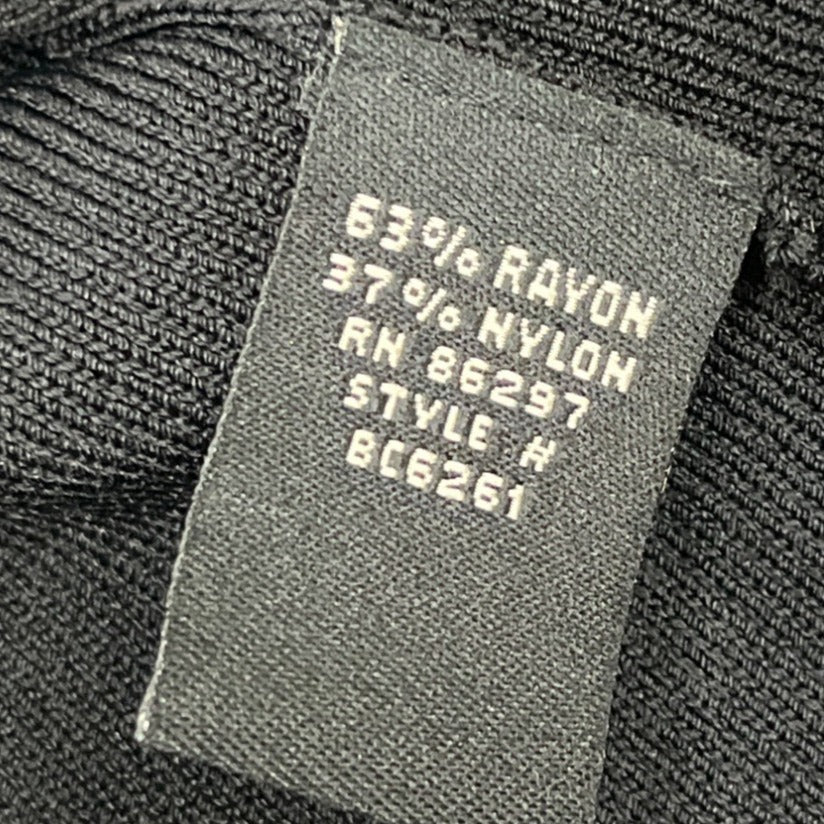 63% RAYON
37% NYLON
RN 86297
STYLE #
BC6261